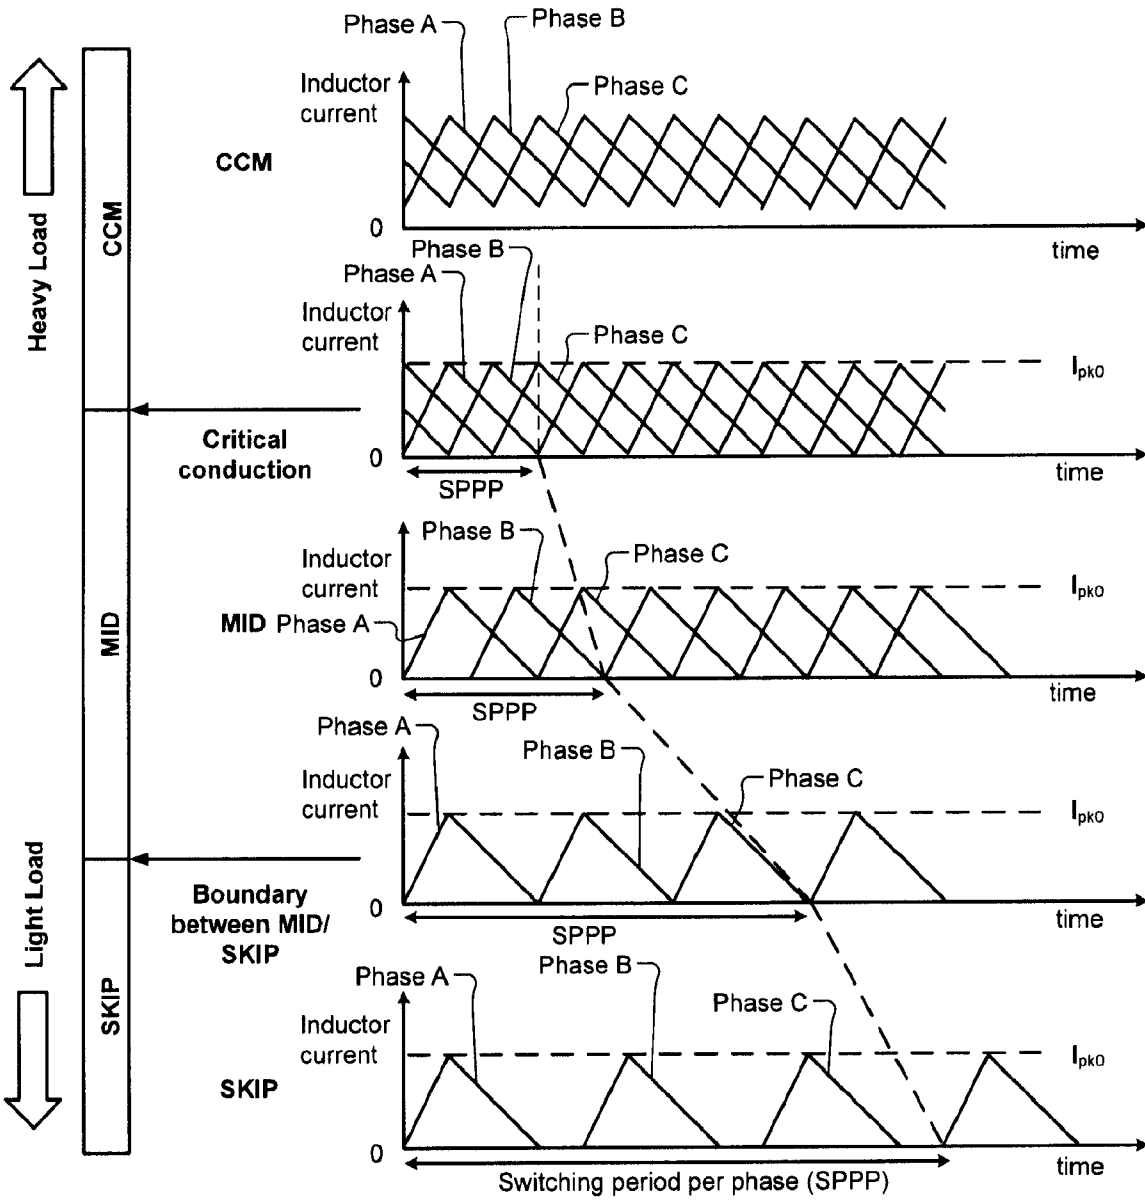 Phase A
Phase B
Inductor
current
Phase C
CCM
0
time
Heavy Load
CCM
Phase B
Phase A
Inductor
current
Phase C
Ipk0
Critical
conduction
0
time
SPPP
Phase B
Phase C
Inductor
current
Ipk0
MID
MID Phase A
0
time
SPPP
Phase A
Phase B
Phase C
Inductor
current
Ipk0
Light Load
Boundary
between MID/
SKIP
0
time
SPPP
Phase A
Phase B
Phase C
SKIP
Inductor
current
Ipk0
SKIP
0
time
Switching period per phase (SPPP)